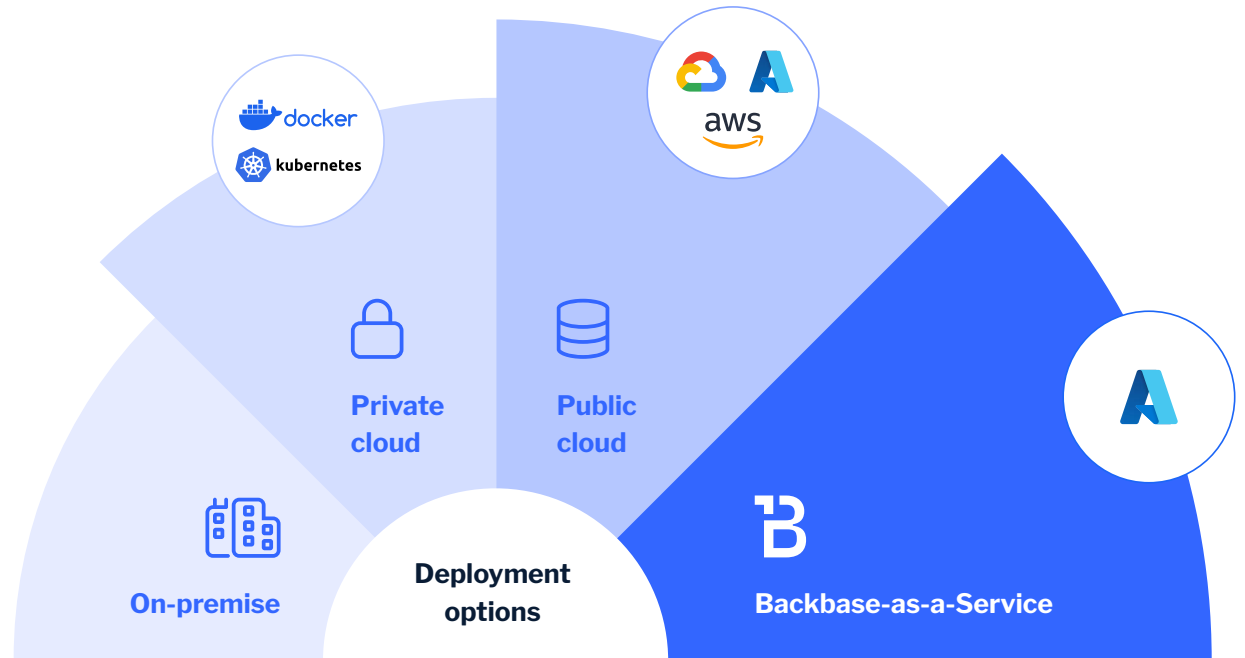 docker
kubernetes
aws
Private
cloud
Public
cloud
On-premise
Deployment
options
Backbase-as-a-Service